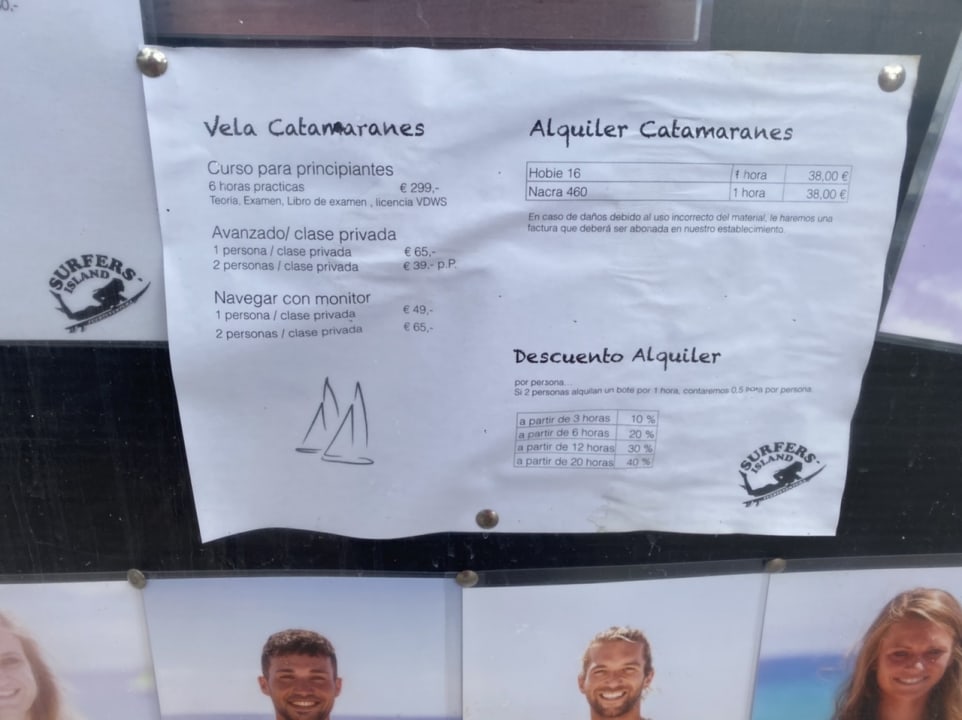 0.-
SURFERS'
ISLAND
Vela Catamaranes
Curso para principiantes
6 horas practicas € 299,-
Teoria, Examen, Libro de examen , licencia VDWS
Avanzado/ clase privada
1 persona / clase privada € 65,-
2 personas / clase privada € 39,- p.P.
Navegar con monitor
1 persona / clase privada € 49,-
2 personas / clase privada € 65,-
Alquiler Catamaranes
Hobie 16 1 hora 38,00 €
Nacra 460 1 hora 38,00 €
En caso de daños debido al uso incorrecto del material, le haremos una
factura que deberá ser abonada en nuestro establecimiento.
Descuento Alquiler
por persona...
Si 2 personas alquilan un bote por 1 hora, contaremos 0,5 hora por persona.
a partir de 3 horas 10 %
a partir de 6 horas 20 %
a partir de 12 horas 30 %
a partir de 20 horas 40 %
SURFERS'
ISLAND